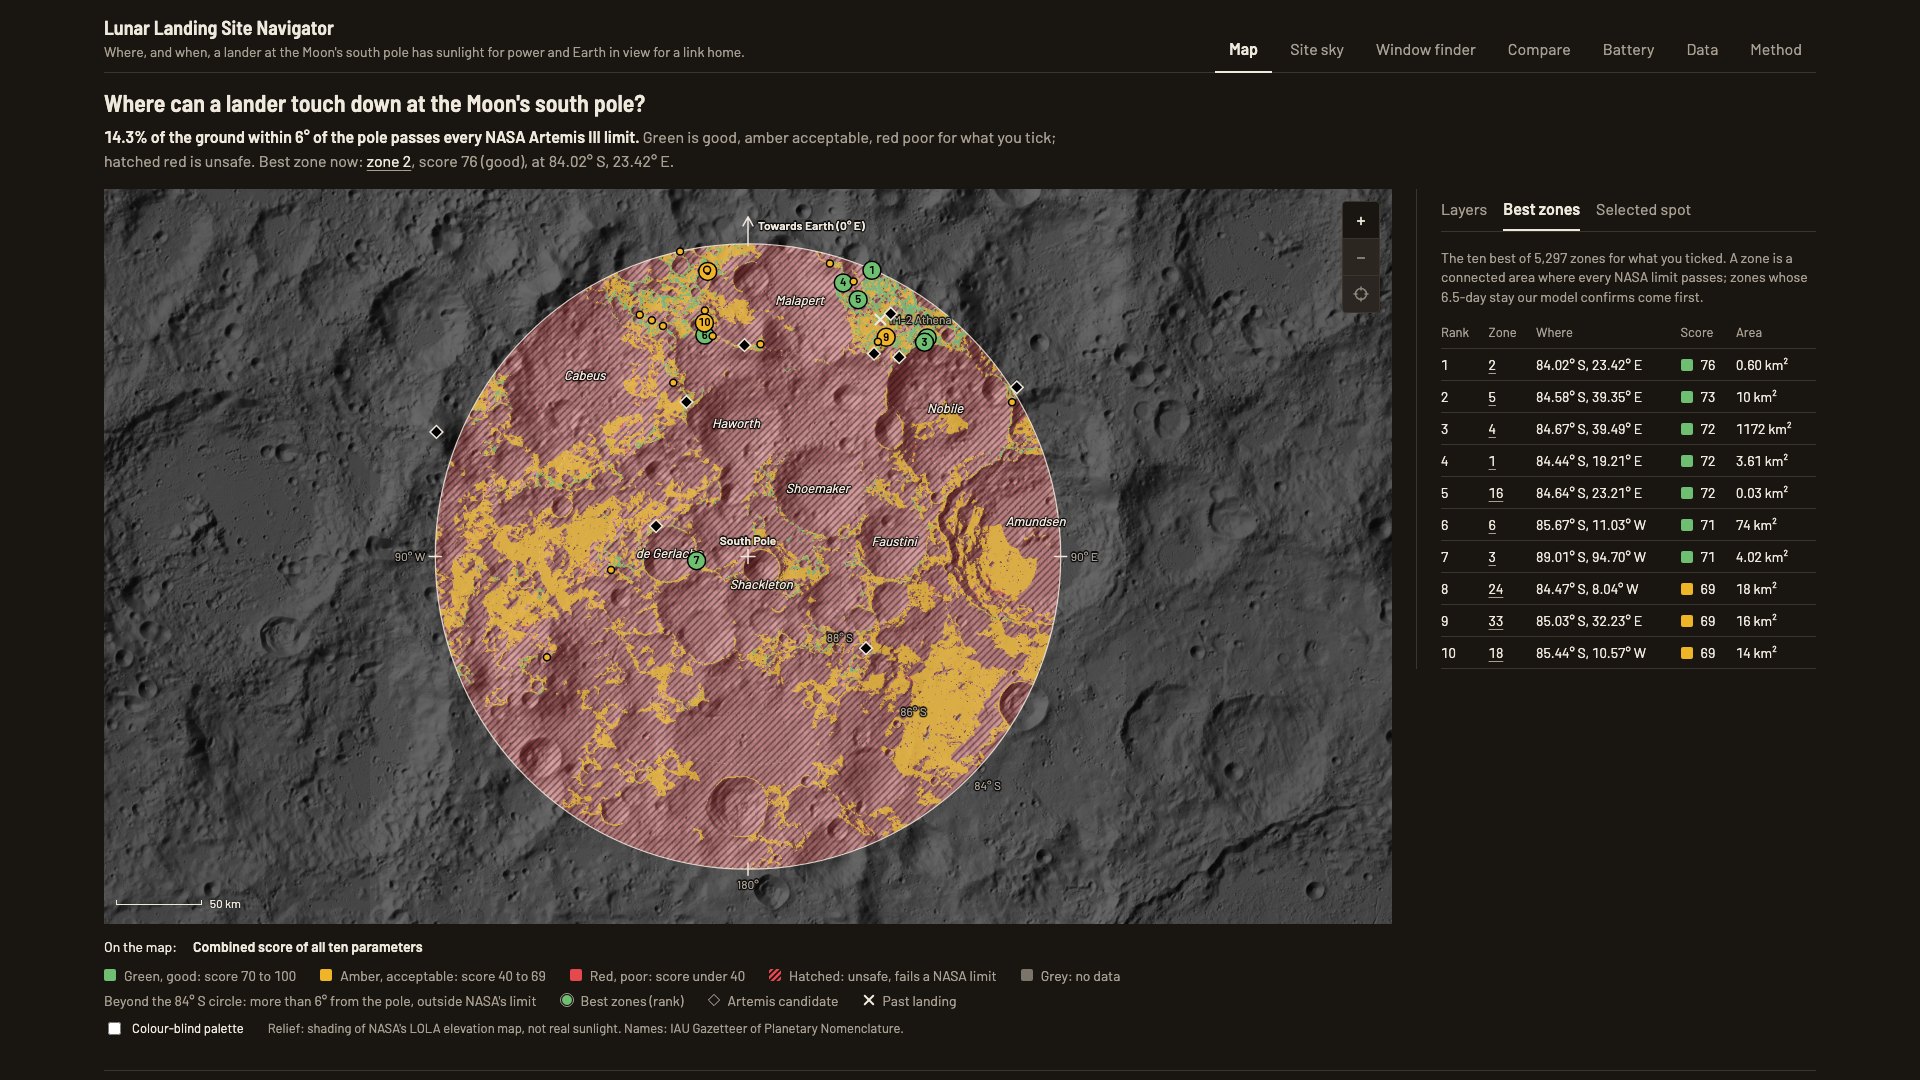 Lunar Landing Site Navigator
Where, and when, a lander at the Moon's south pole has sunlight for power and Earth in view for a link home.
Map Site sky Window finder Compare Battery Data Method
Where can a lander touch down at the Moon's south pole?
14.3% of the ground within 6° of the pole passes every NASA Artemis III limit. Green is good, amber acceptable, red poor for what you tick;
hatched red is unsafe. Best zone now: zone 2, score 76 (good), at 84.02° S, 23.42° E.
Towards Earth (0° E)
+
−
1
4
5
Malapert
10
6
M-2 Athena
9
3
Cabeus
Nobile
Haworth
Shoemaker
Amundsen
South Pole
Faustini
90° W
de Gerlach
7
90° E
Shackleton
88° S
86° S
84° S
180°
50 km
Layers Best zones Selected spot
The ten best of 5,297 zones for what you ticked. A zone is a
connected area where every NASA limit passes; zones whose
6.5-day stay our model confirms come first.
Rank Zone Where Score Area
1 2 84.02° S, 23.42° E 76 0.60 km²
2 5 84.58° S, 39.35° E 73 10 km²
3 4 84.67° S, 39.49° E 72 1172 km²
4 1 84.44° S, 19.21° E 72 3.61 km²
5 16 84.64° S, 23.21° E 72 0.03 km²
6 6 85.67° S, 11.03° W 71 74 km²
7 3 89.01° S, 94.70° W 71 4.02 km²
8 24 84.47° S, 8.04° W 69 18 km²
9 33 85.03° S, 32.23° E 69 16 km²
10 18 85.44° S, 10.57° W 69 14 km²
On the map: Combined score of all ten parameters
Green, good: score 70 to 100 Amber, acceptable: score 40 to 69 Red, poor: score under 40 Hatched: unsafe, fails a NASA limit Grey: no data
Beyond the 84° S circle: more than 6° from the pole, outside NASA's limit Best zones (rank) Artemis candidate Past landing
Colour-blind palette Relief: shading of NASA's LOLA elevation map, not real sunlight. Names: IAU Gazetteer of Planetary Nomenclature.